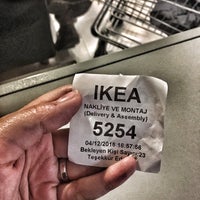 IKEA
NAKLİYE VE MONTAJ
(Delivery & Assembly)
5254
04/12/2016 16:57:56
Bekleyen Kişi Sayısı:23
Teşekkür Ederiz